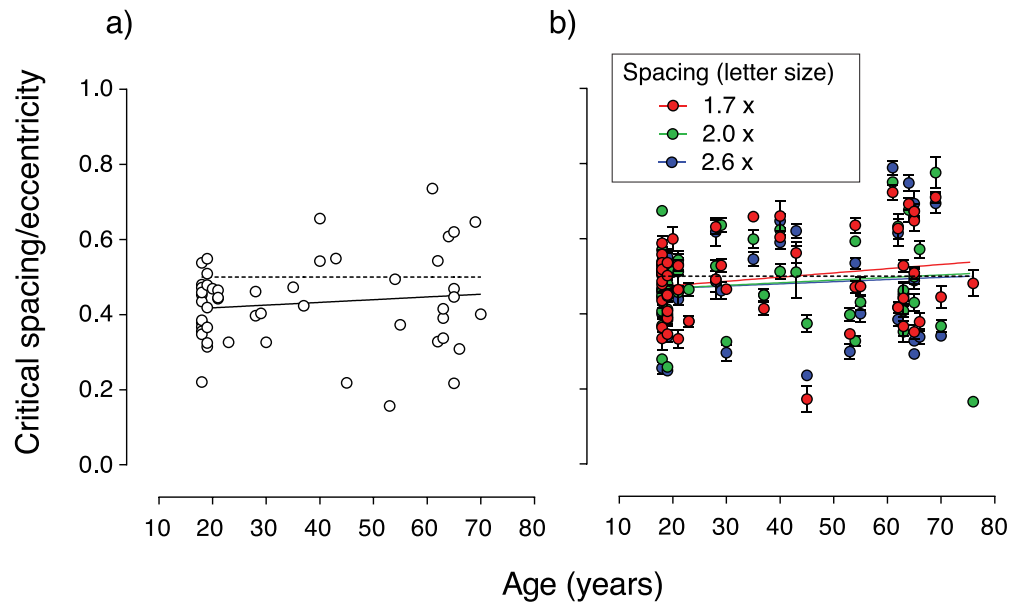 a)
b)
Critical spacing/eccentricity
1.0
0.8
0.6
0.4
0.2
0.0
10 20 30 40 50 60 70 80
Spacing (letter size)
1.7 x
2.0 x
2.6 x
10 20 30 40 50 60 70 80
Age (years)